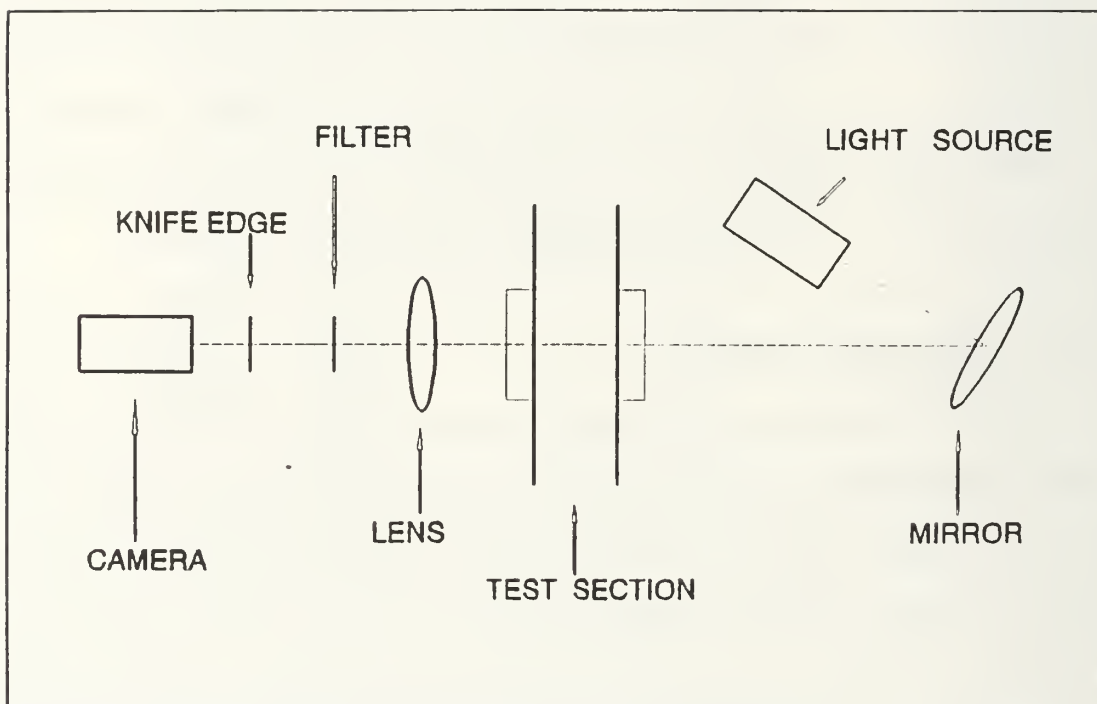 FILTER
LIGHT SOURCE
KNIFE EDGE
CAMERA
LENS
TEST SECTION
MIRROR